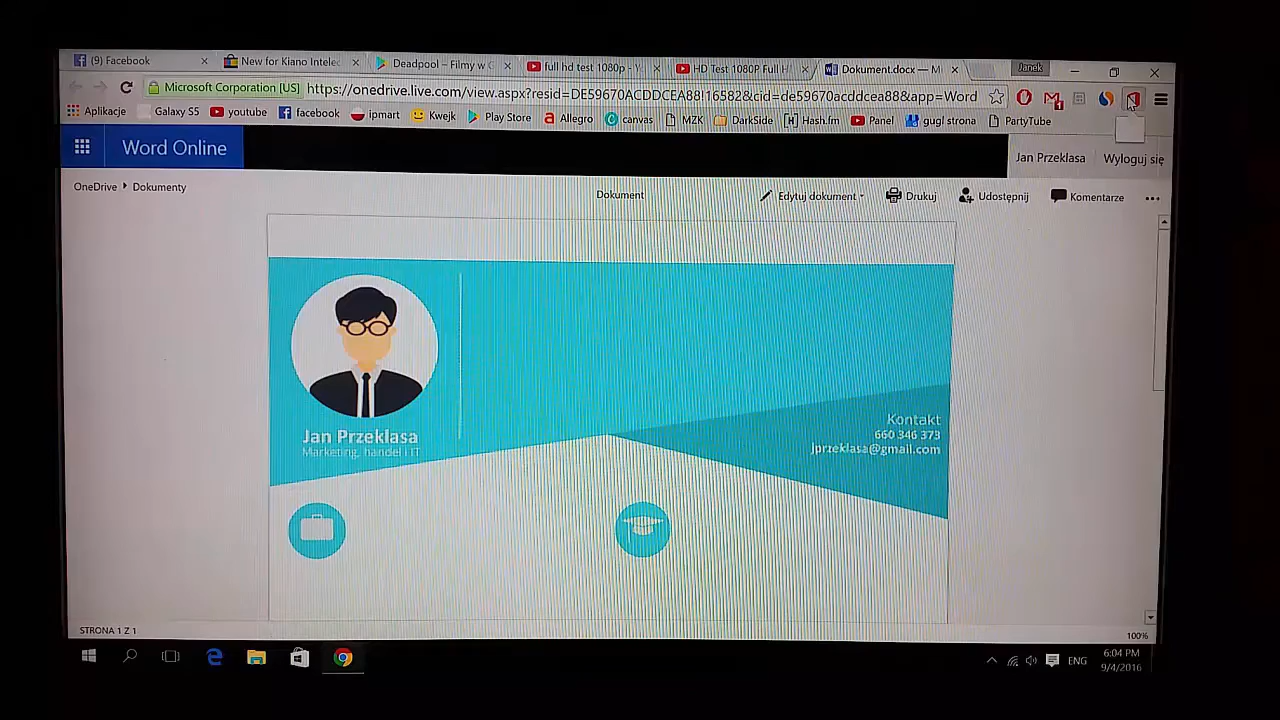 (9) Facebook
New for Kiano Intelec
Deadpool – Filmy w G
full hd test 1080p -
HD Test 1080P Full H
Dokument.docx — Mi
Janek
Microsoft Corporation [US]
https://onedrive.live.com/view.aspx?resid=DE59670ACDDCEA88!16582&cid=de59670acddcea88&app=Word
Aplikacje
Galaxy S5
youtube
facebook
ipmart
Kwejk
Play Store
Allegro
canvas
MZK
DarkSide
Hash.fm
Panel
gugl strona
PartyTube
Word Online
Jan Przeklasa
Wyloguj się
OneDrive
Dokumenty
Dokument
Edytuj dokument
Drukuj
Udostępnij
Komentarze
Jan Przeklasa
Marketing, handel i IT
Kontakt
660 346 373
jprzeklasa@gmail.com
STRONA 1 Z 1
100%
ENG
6:04 PM
9/4/2016